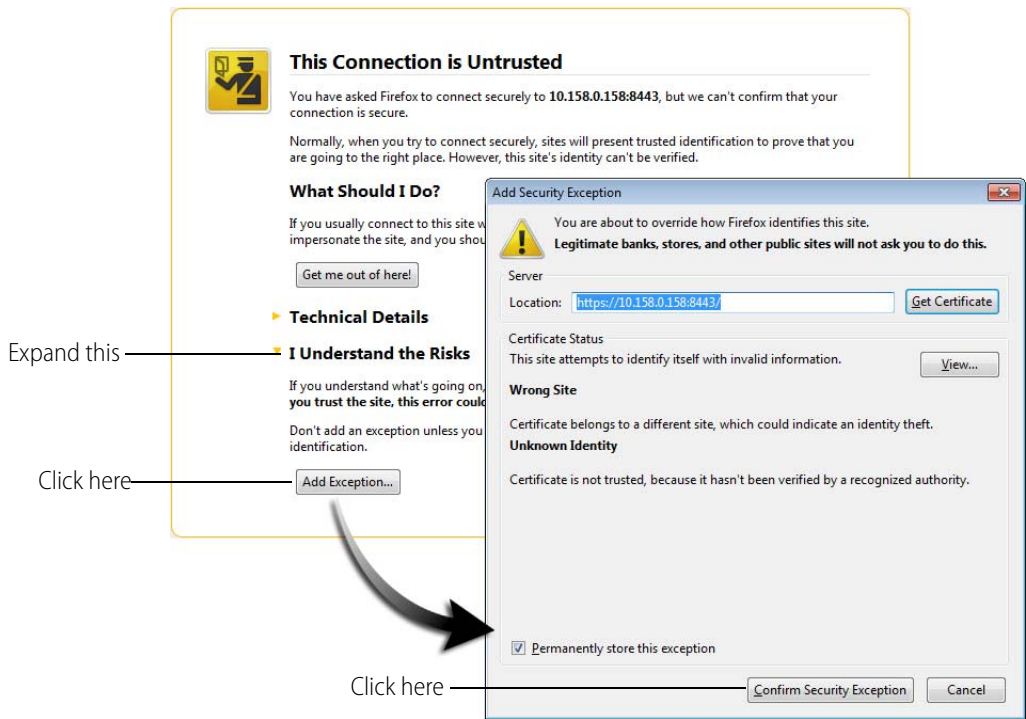 This Connection is Untrusted
You have asked Firefox to connect securely to 10.158.0.158:8443, but we can't confirm that your
connection is secure.
Normally, when you try to connect securely, sites will present trusted identification to prove that you
are going to the right place. However, this site's identity can't be verified.
What Should I Do?
If you usually connect to this site w
impersonate the site, and you shou
Get me out of here!
Technical Details
Expand this
I Understand the Risks
If you understand what's going on,
you trust the site, this error could
Don't add an exception unless you
identification.
Click here
Add Exception...
Add Security Exception
You are about to override how Firefox identifies this site.
Legitimate banks, stores, and other public sites will not ask you to do this.
Server
Location: https://10.158.0.158:8443/ Get Certificate
Certificate Status
This site attempts to identify itself with invalid information.
View...
Wrong Site
Certificate belongs to a different site, which could indicate an identity theft.
Unknown Identity
Certificate is not trusted, because it hasn't been verified by a recognized authority.
Permanently store this exception
Click here
Confirm Security Exception Cancel